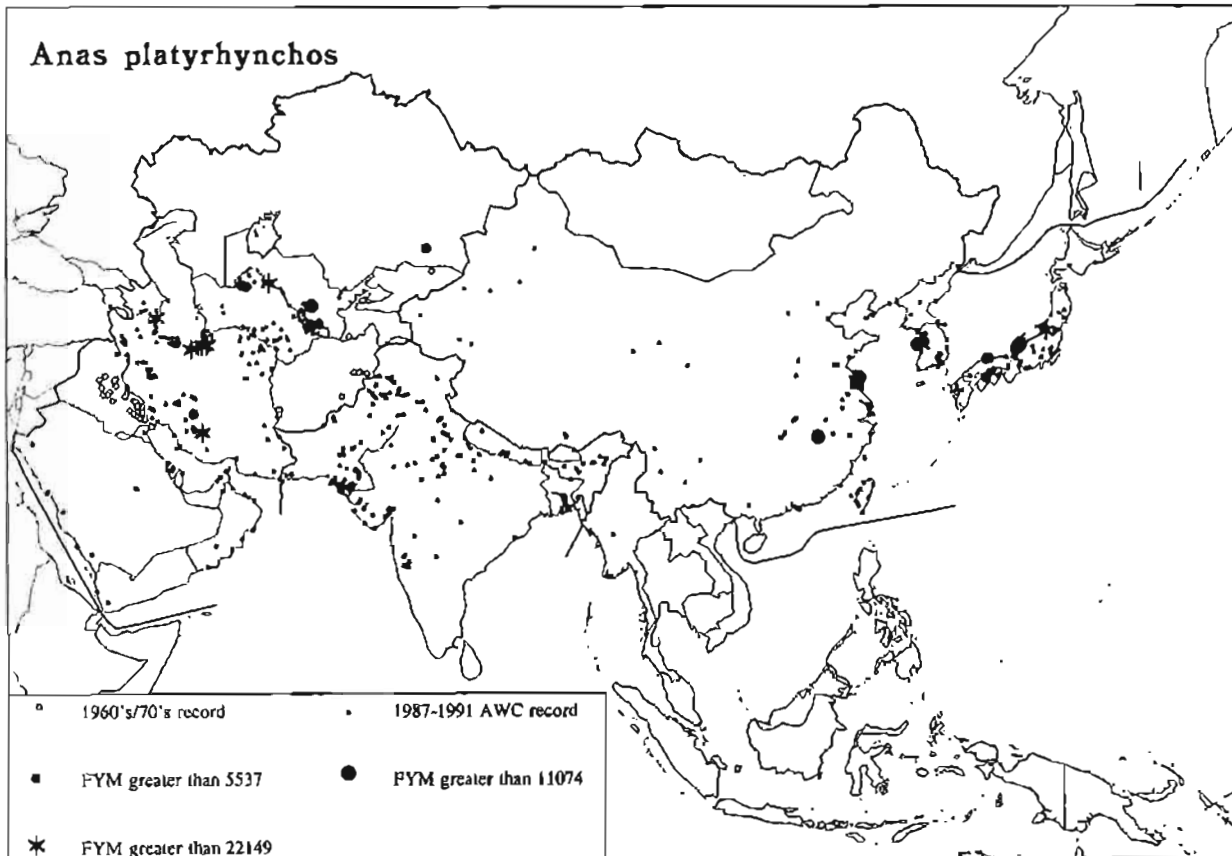 Anas platyrhynchos
1960's/70's record
1987-1991 AWC record
FYM greater than 5537
FYM greater than 11074
FYM greater than 22149